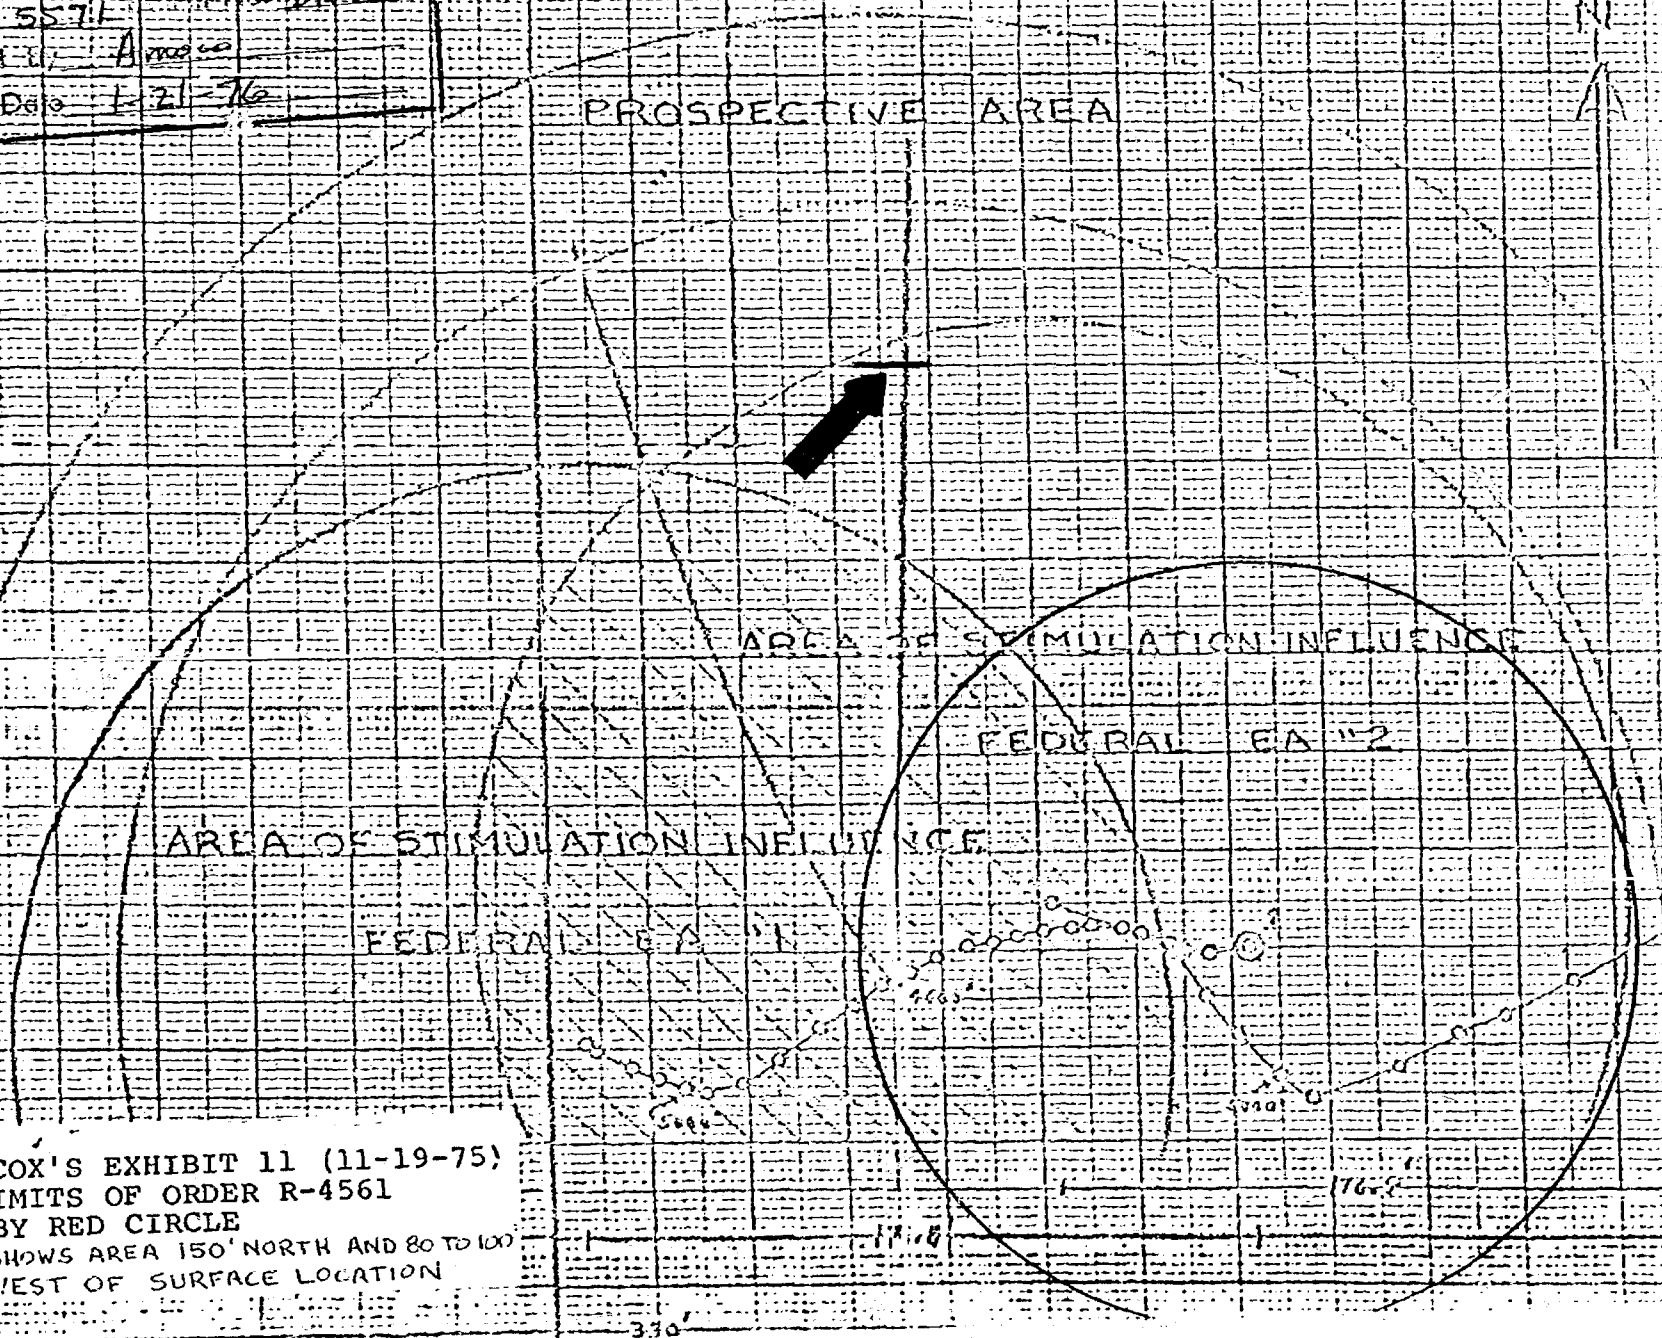 5571
Amoco
Date 1-21-76
N
PROSPECTIVE AREA
AREA OF STIMULATION INFLUENCE
FEDERAL EA "2
AREA OF STIMULATION INFLUENCE
FEDERAL EA "1
COX'S EXHIBIT 11 (11-19-75)
IMITS OF ORDER R-4561
BY RED CIRCLE
SHOWS AREA 150' NORTH AND 80 TO 100'
WEST OF SURFACE LOCATION
330'